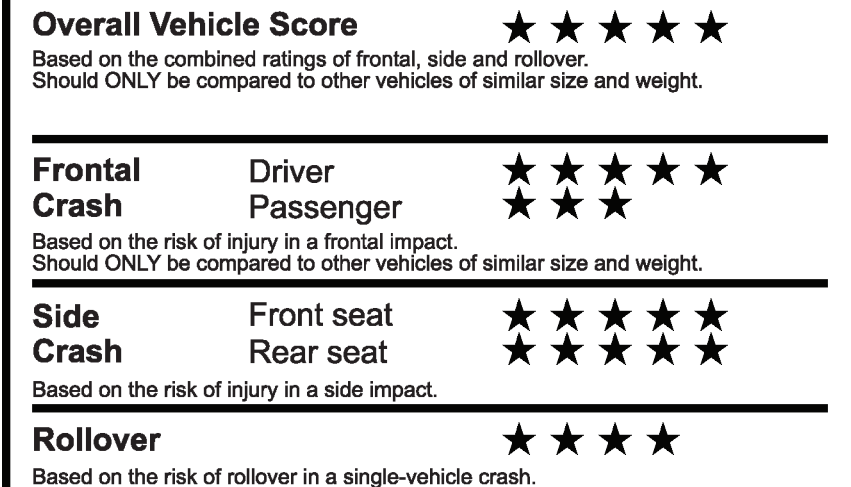 Overall Vehicle Score ★ ★ ★ ★ ★
Based on the combined ratings of frontal, side and rollover.
Should ONLY be compared to other vehicles of similar size and weight.
Frontal Driver ★ ★ ★ ★ ★
Crash Passenger ★ ★ ★
Based on the risk of injury in a frontal impact.
Should ONLY be compared to other vehicles of similar size and weight.
Side Front seat ★ ★ ★ ★ ★
Crash Rear seat ★ ★ ★ ★ ★
Based on the risk of injury in a side impact.
Rollover ★ ★ ★ ★
Based on the risk of rollover in a single-vehicle crash.